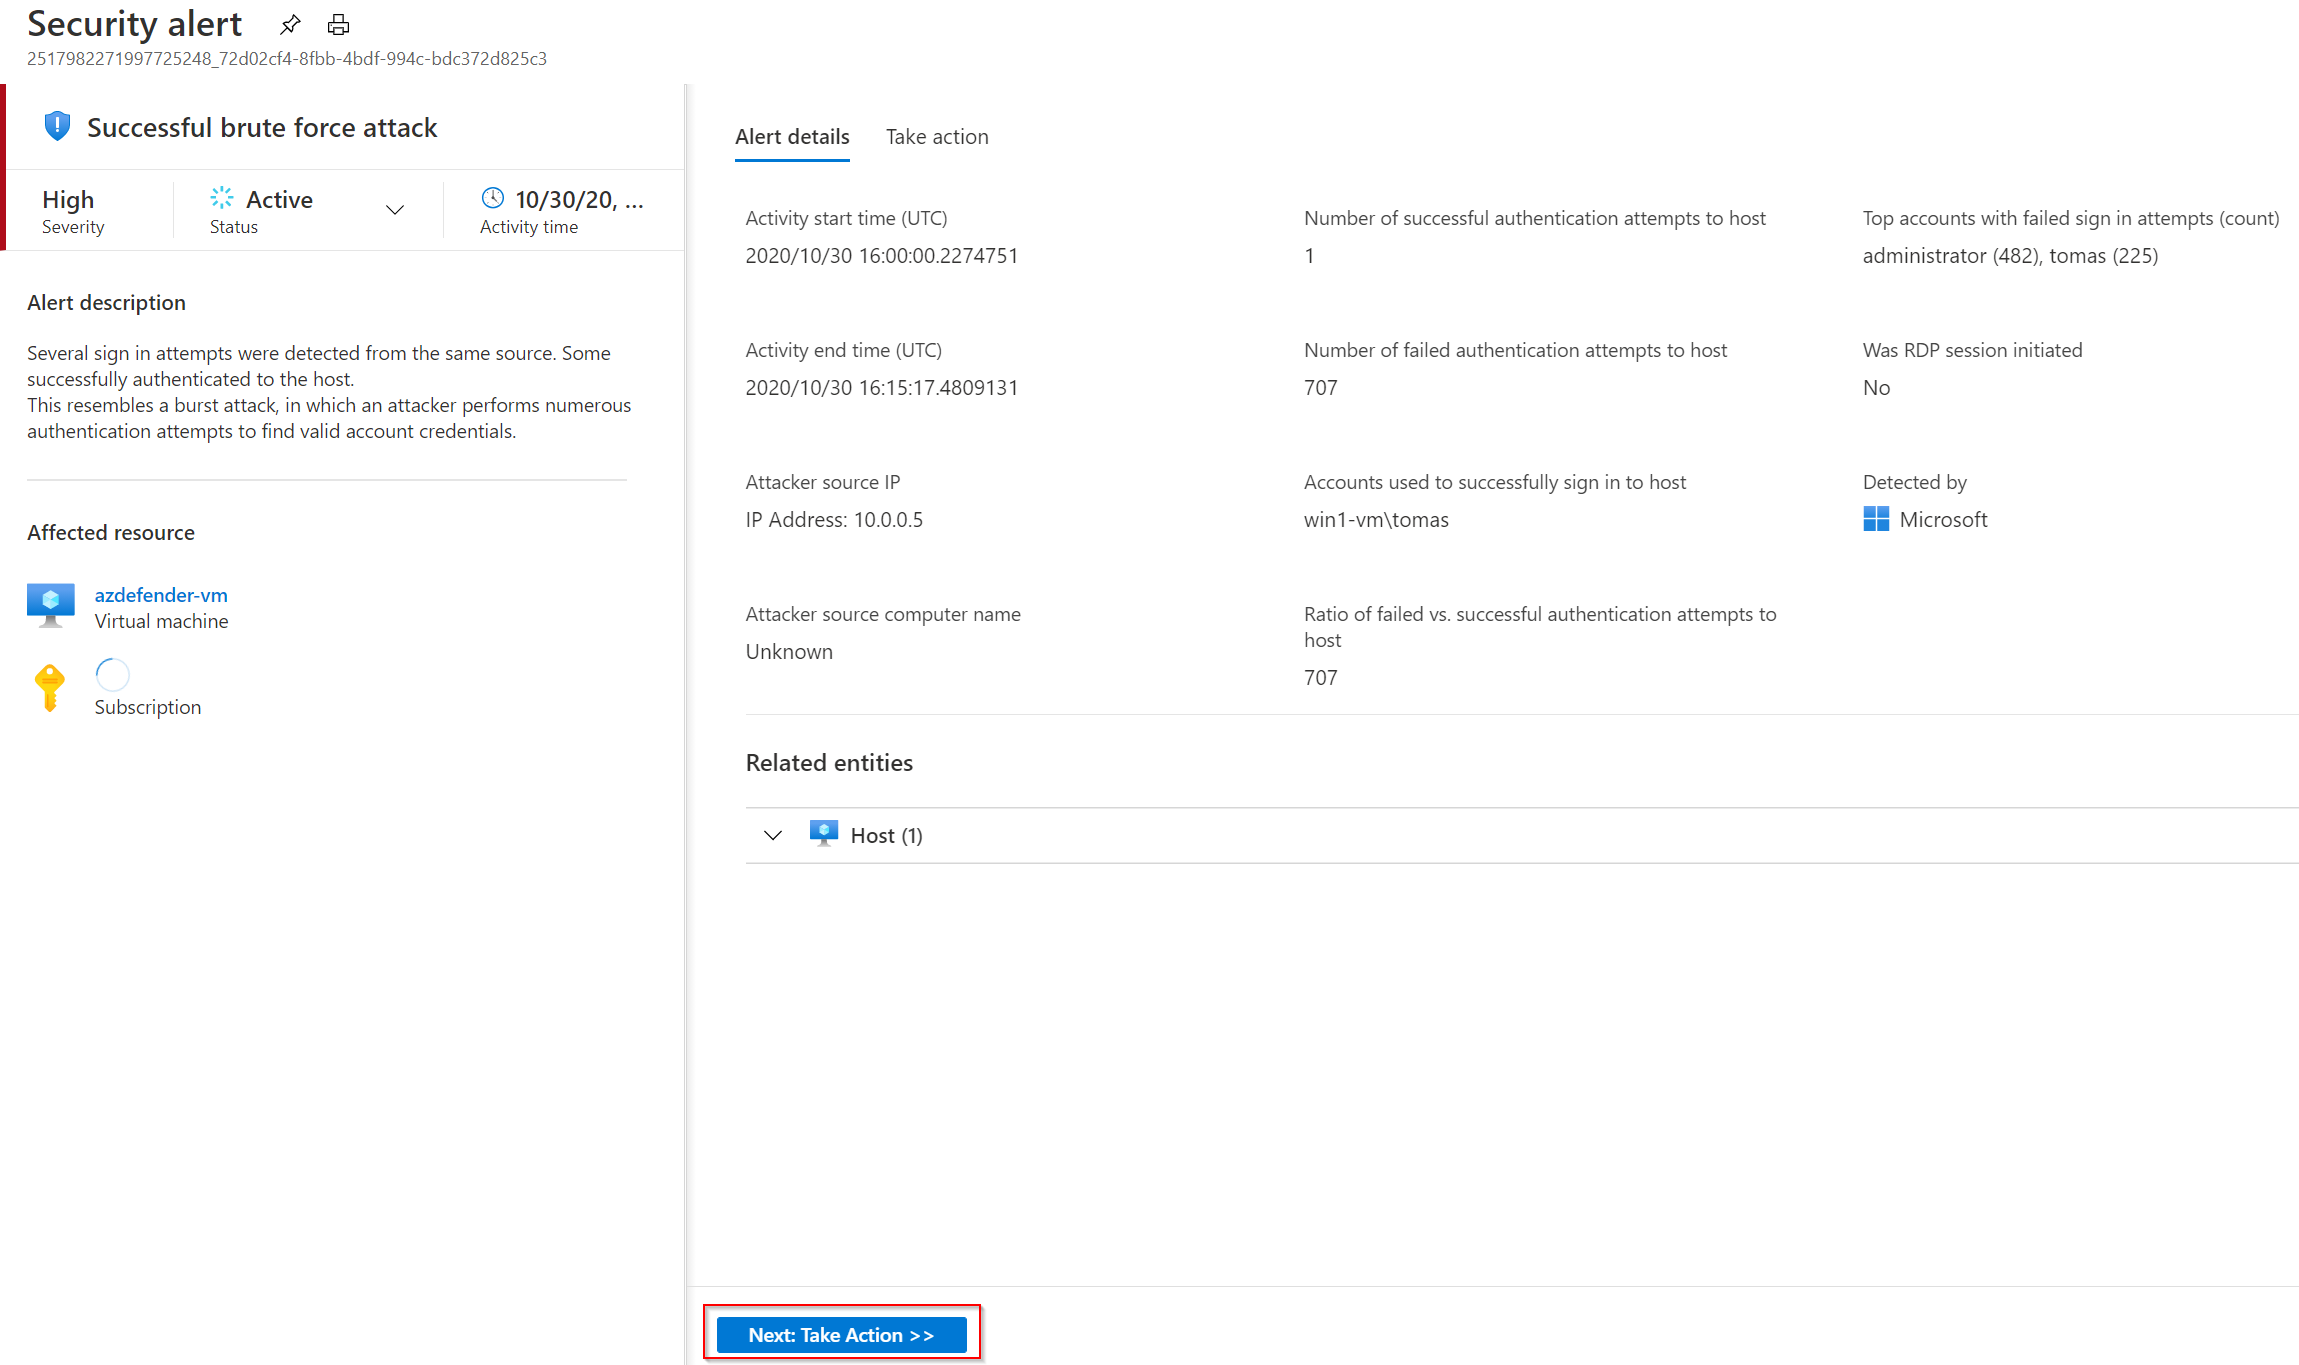 Security alert
2517982271997725248_72d02cf4-8fbb-4bdf-994c-bdc372d825c3
Successful brute force attack
High
Severity
Active
Status
10/30/20, ...
Activity time
Alert description
Several sign in attempts were detected from the same source. Some
successfully authenticated to the host.
This resembles a burst attack, in which an attacker performs numerous
authentication attempts to find valid account credentials.
Affected resource
azdefender-vm
Virtual machine
Subscription
Alert details
Take action
Activity start time (UTC)
2020/10/30 16:00:00.2274751
Number of successful authentication attempts to host
1
Top accounts with failed sign in attempts (count)
administrator (482), tomas (225)
Activity end time (UTC)
2020/10/30 16:15:17.4809131
Number of failed authentication attempts to host
707
Was RDP session initiated
No
Attacker source IP
IP Address: 10.0.0.5
Accounts used to successfully sign in to host
win1-vm\tomas
Detected by
Microsoft
Attacker source computer name
Unknown
Ratio of failed vs. successful authentication attempts to
host
707
Related entities
Host (1)
Next: Take Action >>